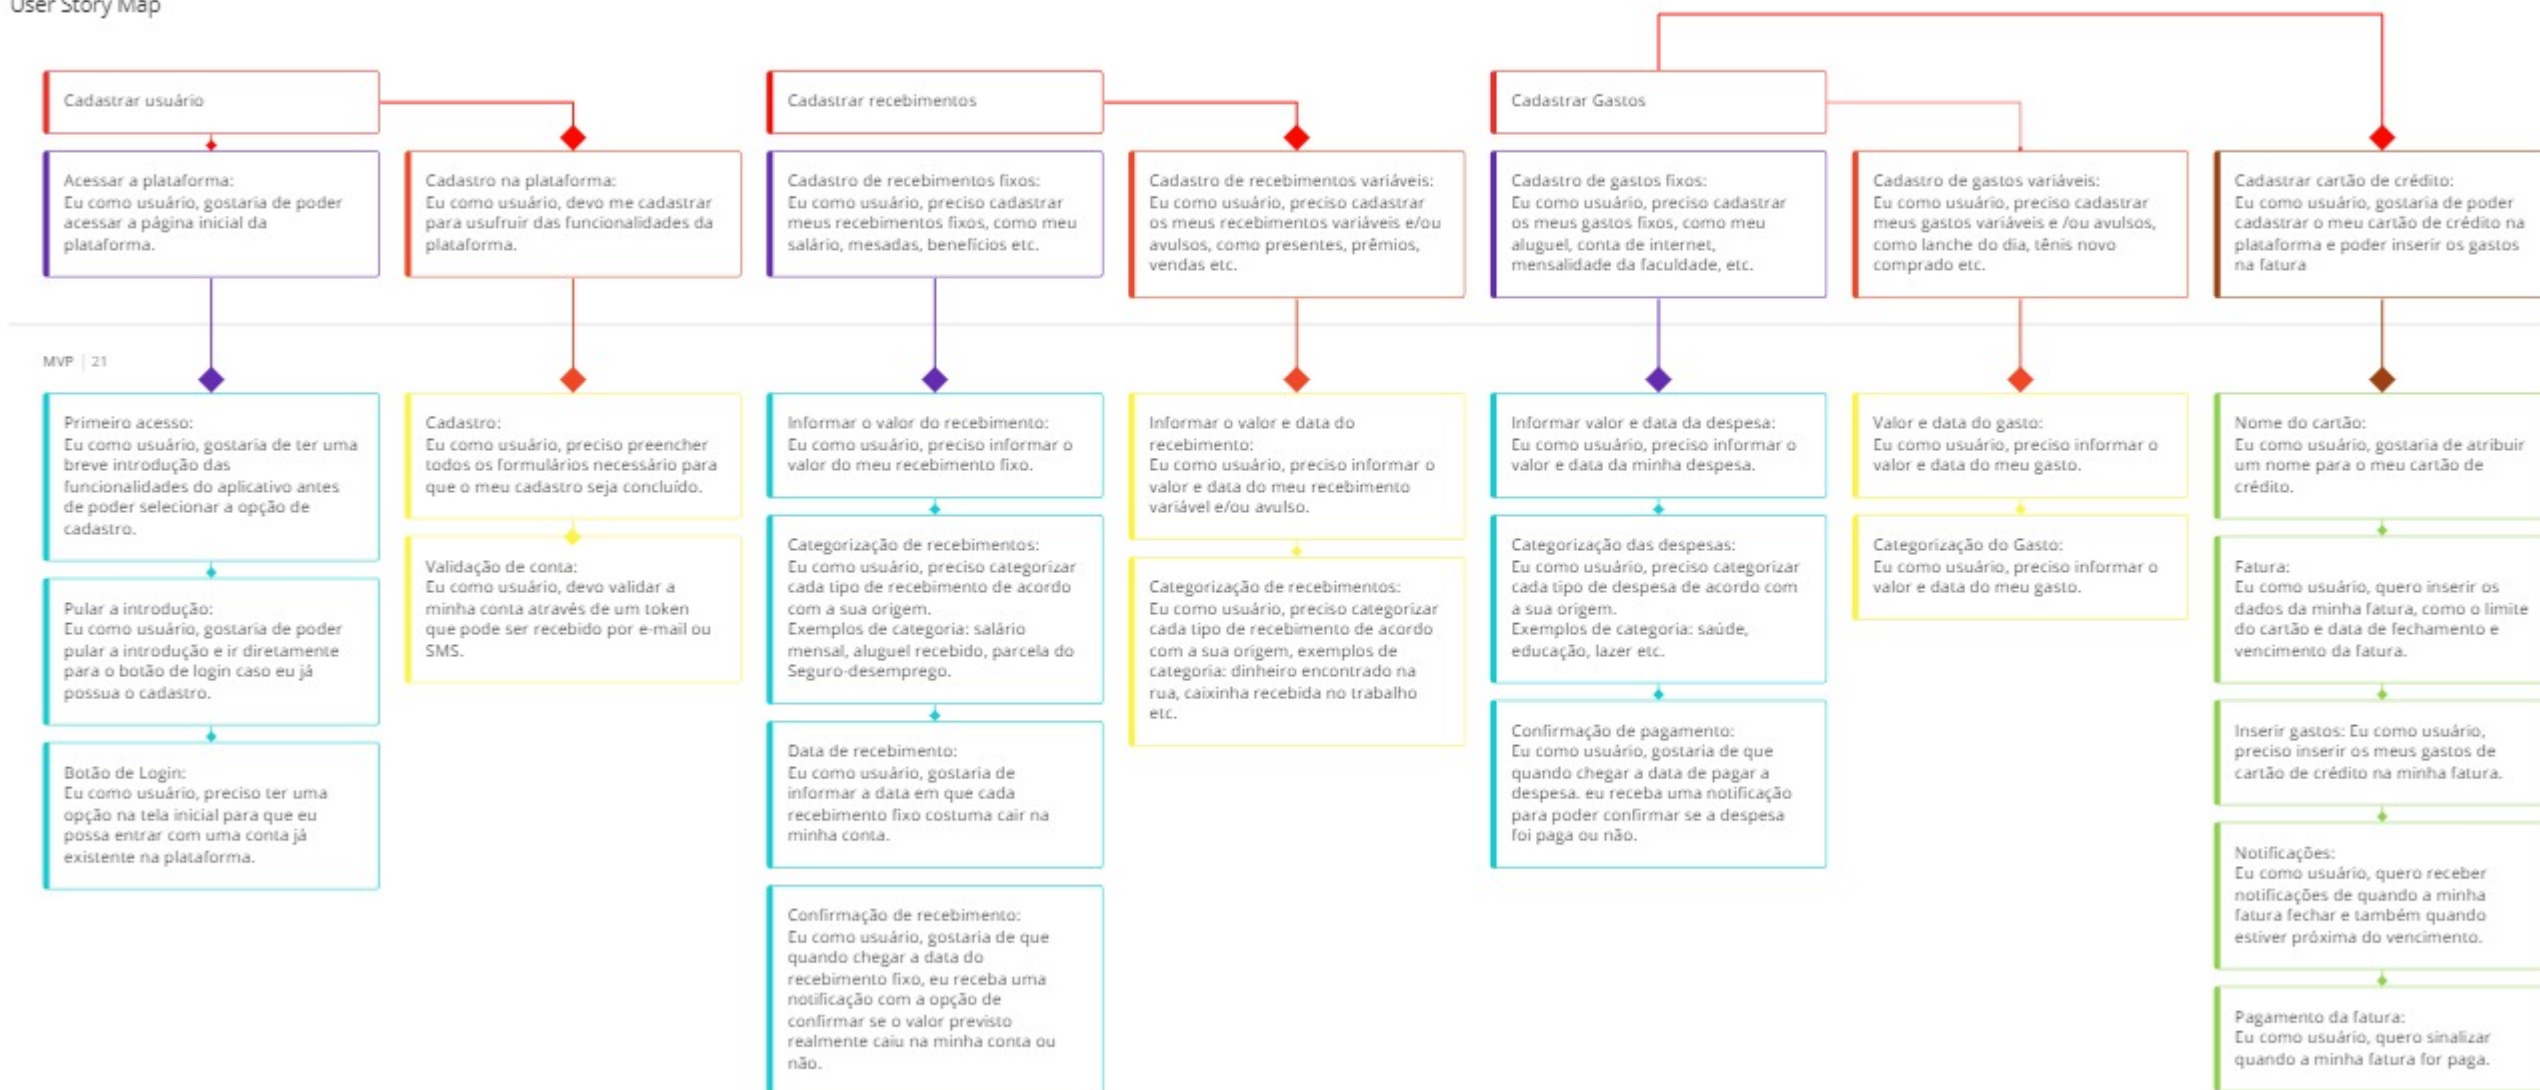 User Story Map
Cadastrar usuário
Cadastrar recebimentos
Cadastrar Gastos
Acessar a plataforma:
Eu como usuário, gostaria de poder
acessar a página inicial da
plataforma.
Cadastro na plataforma:
Eu como usuário, devo me cadastrar
para usufruir das funcionalidades da
plataforma.
Cadastro de recebimentos fixos:
Eu como usuário, preciso cadastrar
meus recebimentos fixos, como meu
salário, mesadas, benefícios etc.
Cadastro de recebimentos variáveis:
Eu como usuário, preciso cadastrar
os meus recebimentos variáveis e/ou
avulsos, como presentes, prêmios,
vendas etc.
Cadastro de gastos fixos:
Eu como usuário, preciso cadastrar
os meus gastos fixos, como meu
aluguel, conta de internet,
mensalidade da faculdade, etc.
Cadastro de gastos variáveis:
Eu como usuário, preciso cadastrar
meus gastos variáveis e /ou avulsos,
como lanche do dia, tênis novo
comprado etc.
Cadastrar cartão de crédito:
Eu como usuário, gostaria de poder
cadastrar o meu cartão de crédito na
plataforma e poder inserir os gastos
na fatura
MVP | 21
Primeiro acesso:
Eu como usuário, gostaria de ter uma
breve introdução das
funcionalidades do aplicativo antes
de poder selecionar a opção de
cadastro.
Pular a introdução:
Eu como usuário, gostaria de poder
pular a introdução e ir diretamente
para o botão de login caso eu já
possua o cadastro.
Botão de Login:
Eu como usuário, preciso ter uma
opção na tela inicial para que eu
possa entrar com uma conta já
existente na plataforma.
Cadastro:
Eu como usuário, preciso preencher
todos os formulários necessário para
que o meu cadastro seja concluído.
Validação de conta:
Eu como usuário, devo validar a
minha conta através de um token
que pode ser recebido por e-mail ou
SMS.
Informar o valor do recebimento:
Eu como usuário, preciso informar o
valor do meu recebimento fixo.
Categorização de recebimentos:
Eu como usuário, preciso categorizar
cada tipo de recebimento de acordo
com a sua origem.
Exemplos de categoria: salário
mensal, aluguel recebido, parcela do
Seguro-desemprego.
Data de recebimento:
Eu como usuário, gostaria de
informar a data em que cada
recebimento fixo costuma cair na
minha conta.
Confirmação de recebimento:
Eu como usuário, gostaria de que
quando chegar a data do
recebimento fixo, eu receba uma
notificação com a opção de
confirmar se o valor previsto
realmente caiu na minha conta ou
não.
Informar o valor e data do
recebimento:
Eu como usuário, preciso informar o
valor e data do meu recebimento
variável e/ou avulso.
Categorização de recebimentos:
Eu como usuário, preciso categorizar
cada tipo de recebimento de acordo
com a sua origem, exemplos de
categoria: dinheiro encontrado na
rua, caixinha recebida no trabalho
etc.
Informar valor e data da despesa:
Eu como usuário, preciso informar o
valor e data da minha despesa.
Categorização das despesas:
Eu como usuário, preciso categorizar
cada tipo de despesa de acordo com
a sua origem.
Exemplos de categoria: saúde,
educação, lazer etc.
Confirmação de pagamento:
Eu como usuário, gostaria de que
quando chegar a data de pagar a
despesa. eu receba uma notificação
para poder confirmar se a despesa
foi paga ou não.
Valor e data do gasto:
Eu como usuário, preciso informar o
valor e data do meu gasto.
Categorização do Gasto:
Eu como usuário, preciso informar o
valor e data do meu gasto.
Nome do cartão:
Eu como usuário, gostaria de atribuir
um nome para o meu cartão de
crédito.
Fatura:
Eu como usuário, quero inserir os
dados da minha fatura, como o limite
do cartão e data de fechamento e
vencimento da fatura.
Inserir gastos: Eu como usuário,
preciso inserir os meus gastos de
cartão de crédito na minha fatura.
Notificações:
Eu como usuário, quero receber
notificações de quando a minha
fatura fechar e também quando
estiver próxima do vencimento.
Pagamento da fatura:
Eu como usuário, quero sinalizar
quando a minha fatura for paga.